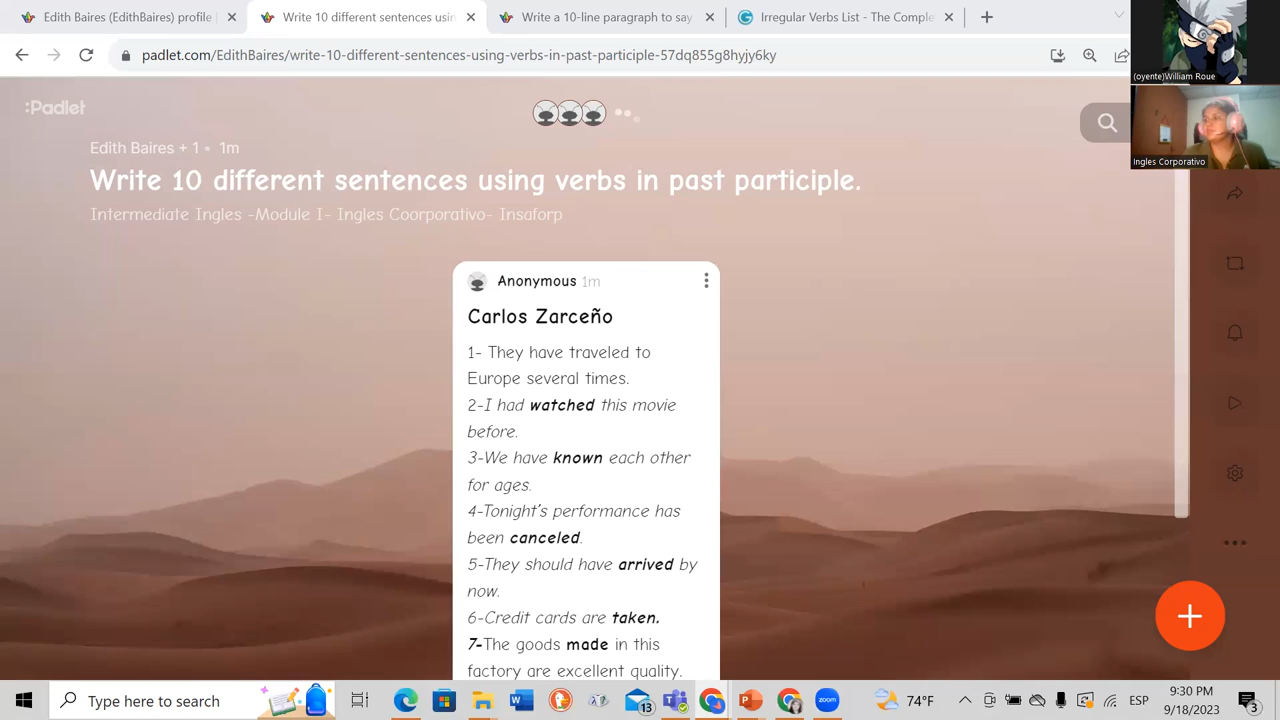 Edith Baires (EdithBaires) profile |
Write 10 different sentences usin
Write a 10-line paragraph to say
Irregular Verbs List - The Comple
padlet.com/EdithBaires/write-10-different-sentences-using-verbs-in-past-participle-57dq855g8hyjy6ky
(oyente)William Roue
Ingles Corporativo
:Padlet
Edith Baires + 1 • 1m
Write 10 different sentences using verbs in past participle.
Intermediate Ingles -Module I- Ingles Coorporativo- Insaforp
Anonymous 1m
Carlos Zarceño
1- They have traveled to
Europe several times.
2-I had watched this movie
before.
3-We have known each other
for ages.
4-Tonight's performance has
been canceled.
5-They should have arrived by
now.
6-Credit cards are taken.
7-The goods made in this
factory are excellent quality.
Type here to search
13
zoom
74°F
ESP
9:30 PM
9/18/2023
3